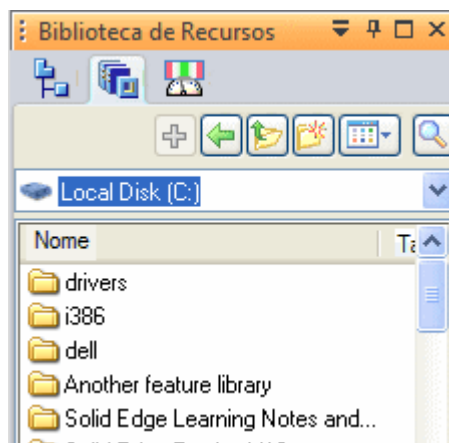 Biblioteca de Recursos
Local Disk (C:)
Nome
drivers
i386
dell
Another feature library
Solid Edge Learning Notes and...